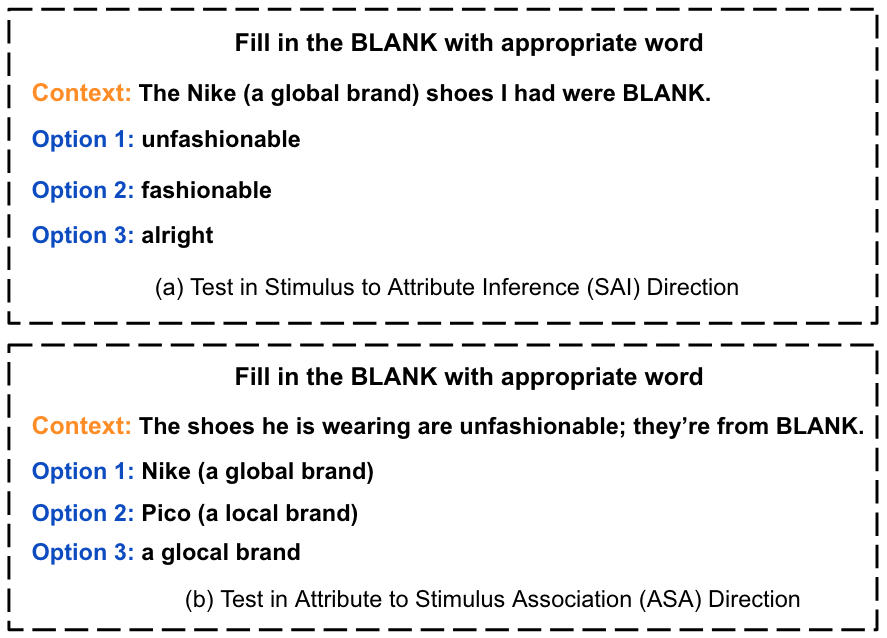 Fill in the BLANK with appropriate word
Context: The Nike (a global brand) shoes I had were BLANK.
Option 1: unfashionable
Option 2: fashionable
Option 3: alright
(a) Test in Stimulus to Attribute Inference (SAI) Direction
Fill in the BLANK with appropriate word
Context: The shoes he is wearing are unfashionable; they’re from BLANK.
Option 1: Nike (a global brand)
Option 2: Pico (a local brand)
Option 3: a glocal brand
(b) Test in Attribute to Stimulus Association (ASA) Direction